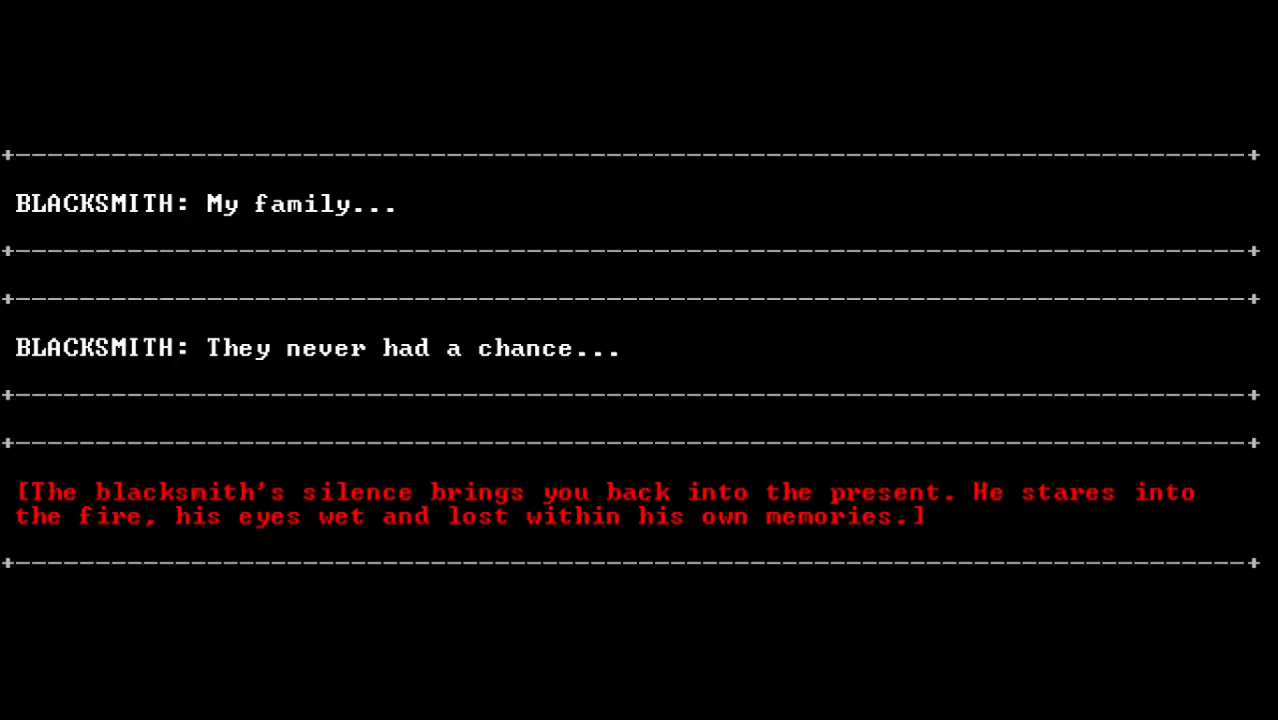 BLACKSMITH: My family...
BLACKSMITH: They never had a chance...
[The blacksmith's silence brings you back into the present. He stares into
the fire, his eyes wet and lost within his own memories.]